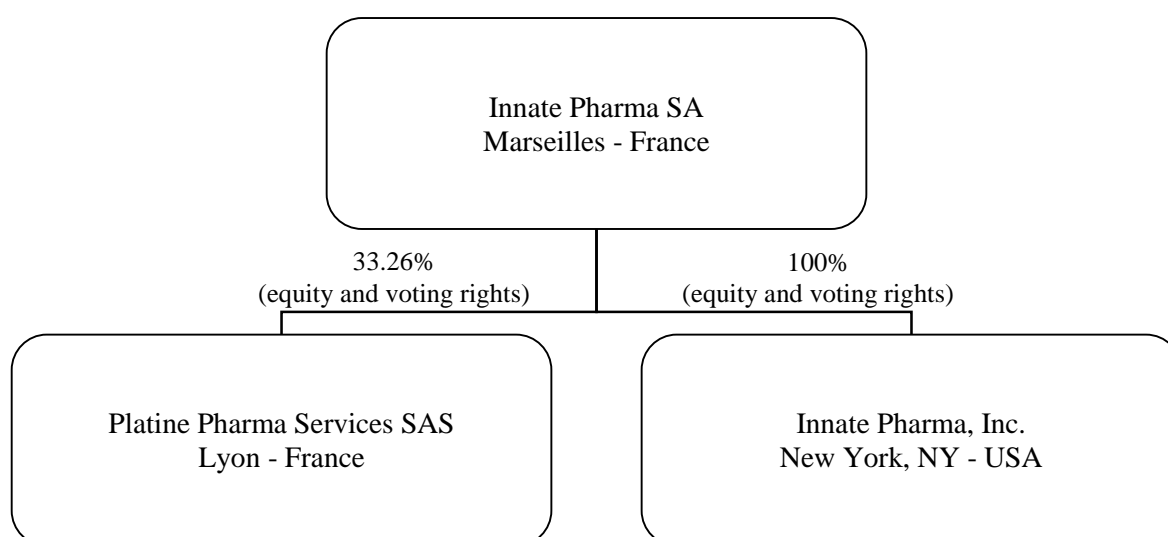 Innate Pharma SA
Marseilles - France
33.26%
(equity and voting rights)
100%
(equity and voting rights)
Platine Pharma Services SAS
Lyon - France
Innate Pharma, Inc.
New York, NY - USA